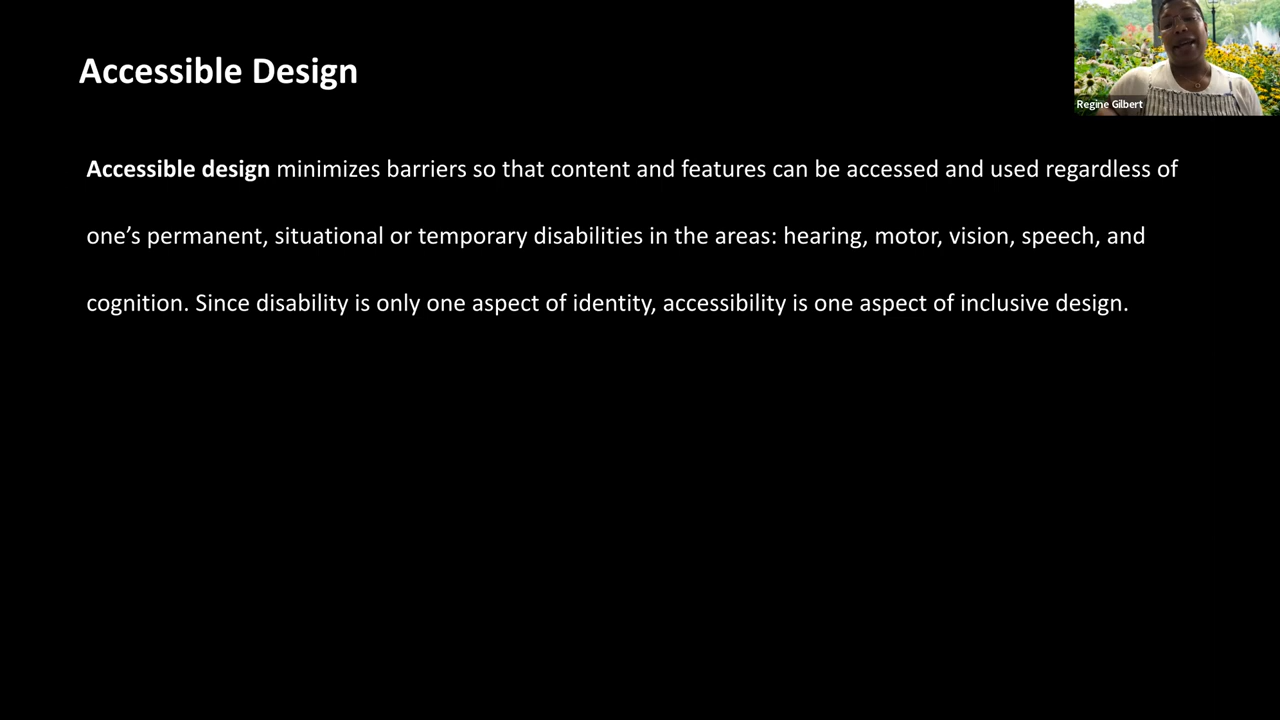 Accessible Design
Regine Gilbert
Accessible design minimizes barriers so that content and features can be accessed and used regardless of
one’s permanent, situational or temporary disabilities in the areas: hearing, motor, vision, speech, and
cognition. Since disability is only one aspect of identity, accessibility is one aspect of inclusive design.